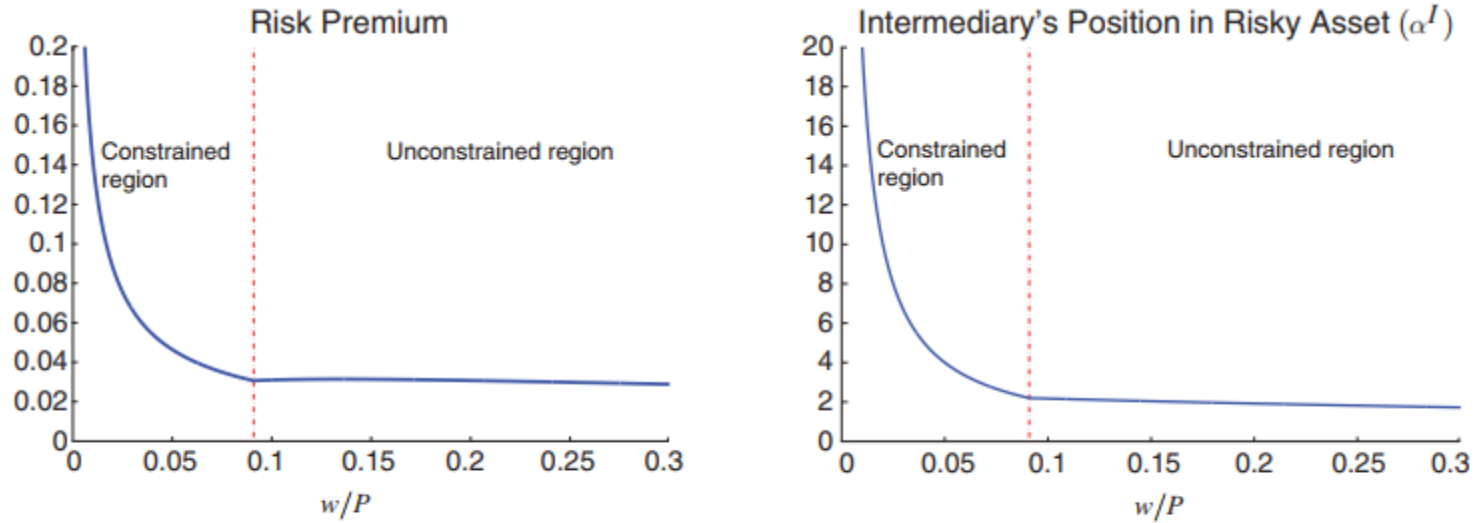 Risk Premium
0.2
0.18
0.16
0.14
0.12
0.1
0.08
0.06
0.04
0.02
0
Constrained
region
Unconstrained region
0 0.05 0.1 0.15 0.2 0.25 0.3
w/P
Intermediary's Position in Risky Asset (α^I)
20
18
16
14
12
10
8
6
4
2
0
Constrained
region
Unconstrained region
0 0.05 0.1 0.15 0.2 0.25 0.3
w/P